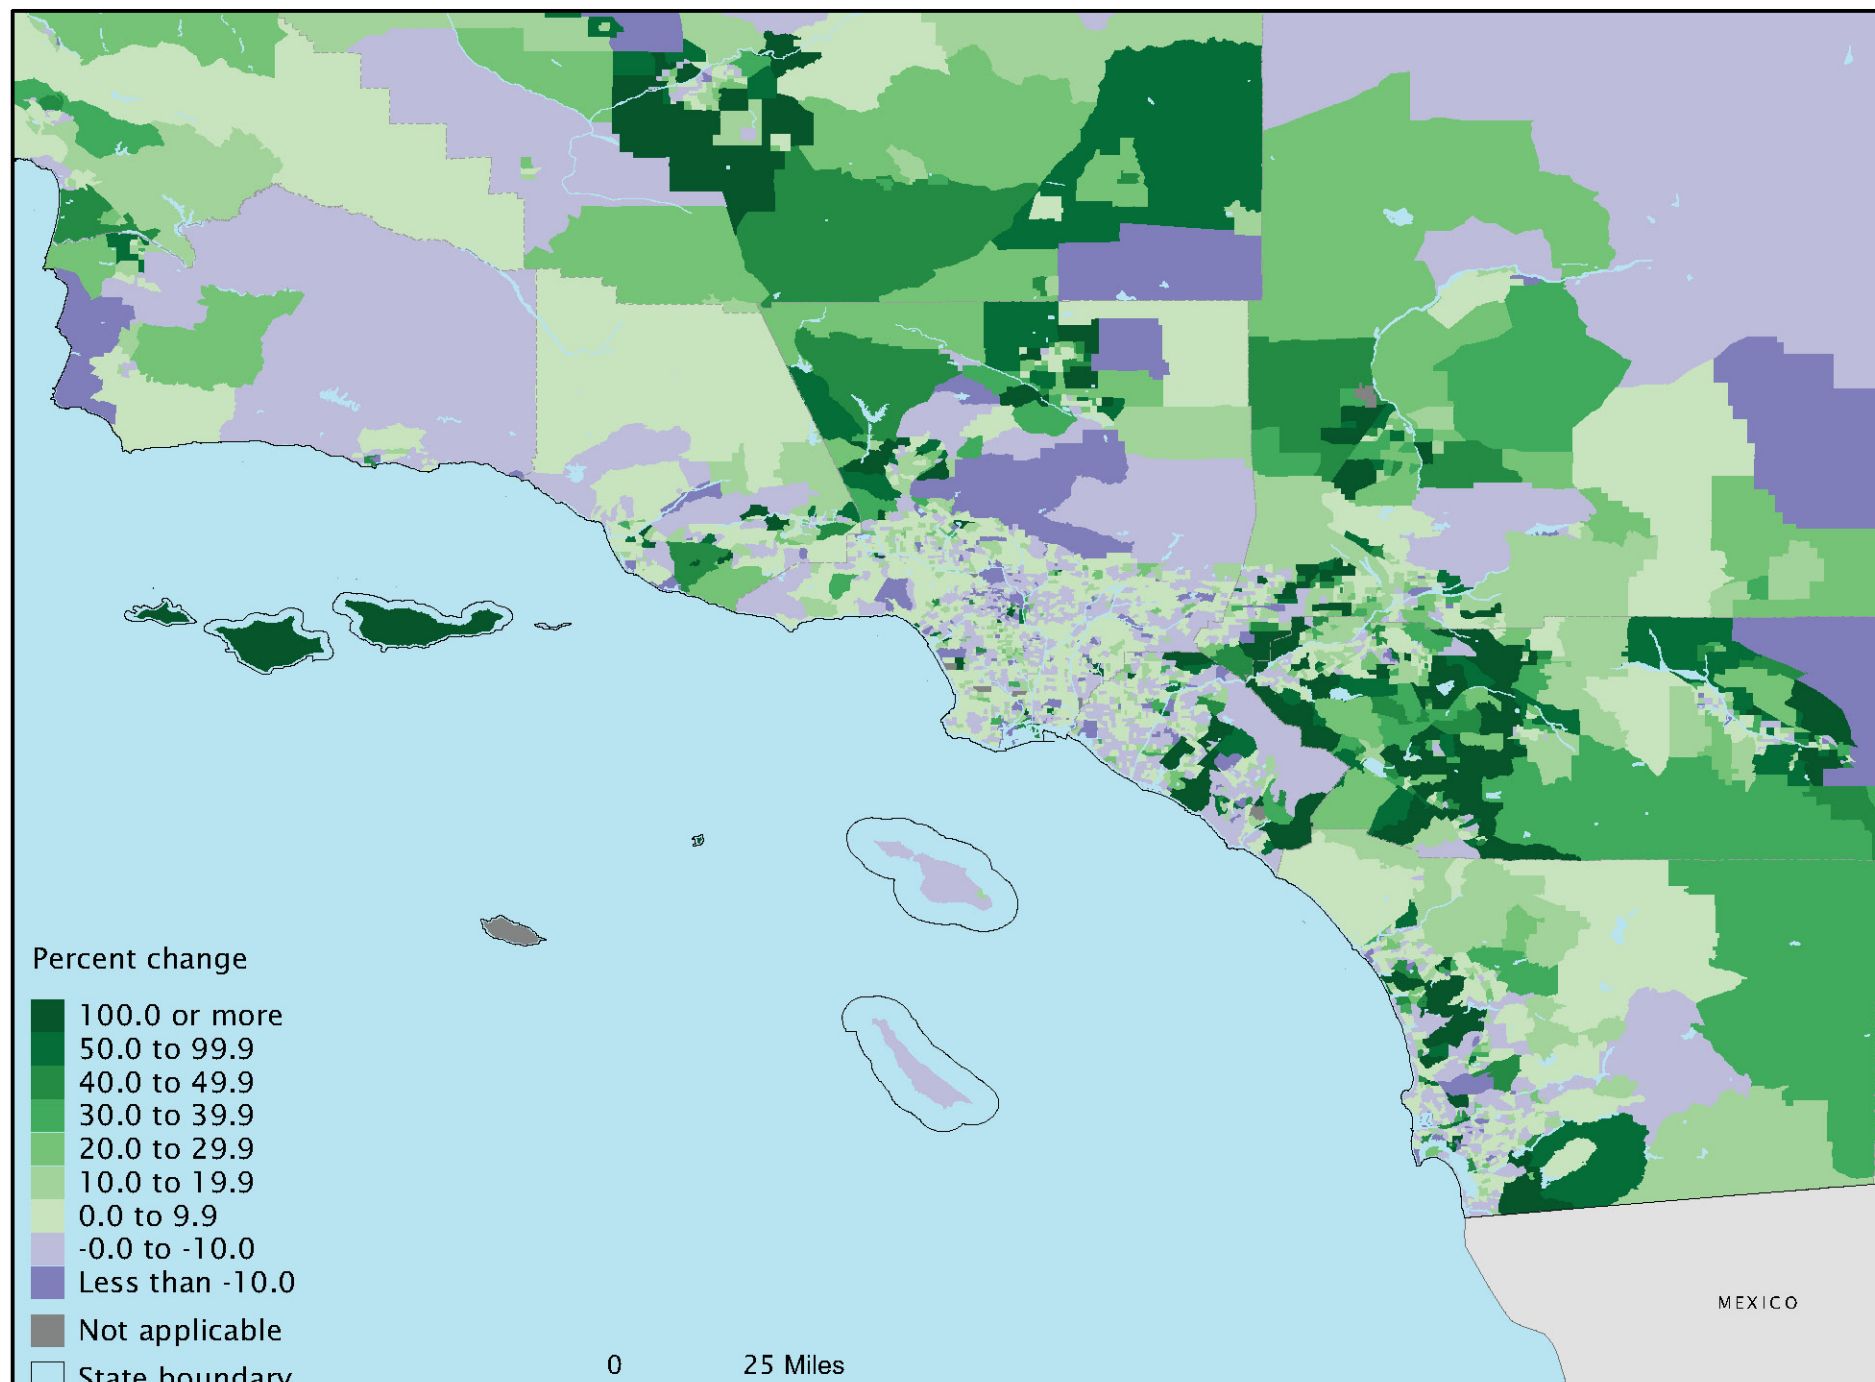 Percent change
100.0 or more
50.0 to 99.9
40.0 to 49.9
30.0 to 39.9
20.0 to 29.9
10.0 to 19.9
0.0 to 9.9
-0.0 to -10.0
Less than -10.0
Not applicable
State boundary
0 25 Miles
MEXICO